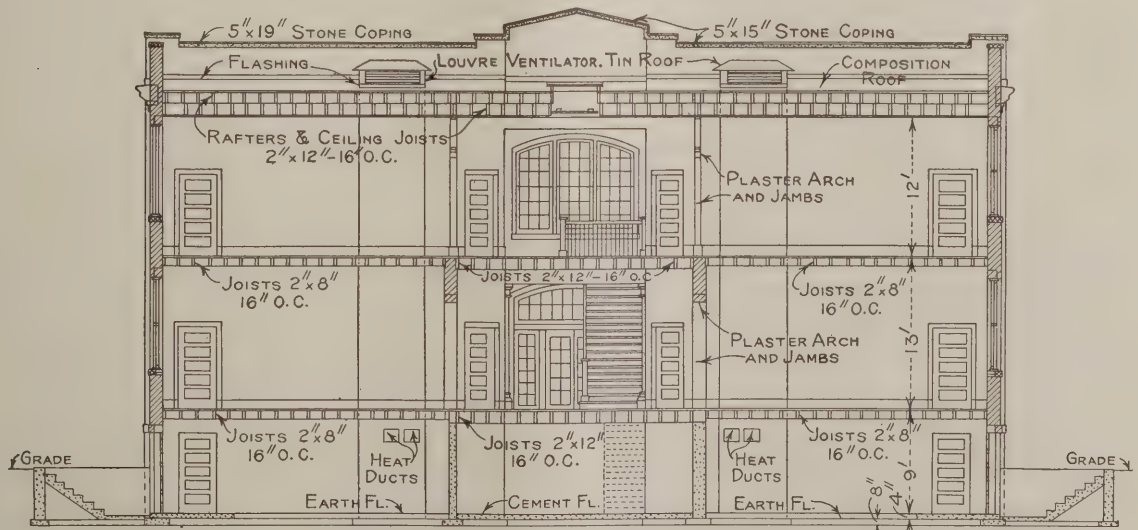 5"x19" STONE COPING
5"x15" STONE COPING
FLASHING
LOUVRE VENTILATOR. TIN ROOF
COMPOSITION
ROOF
RAFTERS & CEILING JOISTS
2"x12"-16"O.C.
PLASTER ARCH
AND JAMBS
12'
JOISTS 2"x8"
16"O.C.
JOISTS 2"x12"-16"O.C
JOISTS 2"x8"
16"O.C.
PLASTER ARCH
AND JAMBS
13'
JOISTS 2"x8"
16"O.C.
HEAT
DUCTS
JOISTS 2"x12"
16"O.C.
HEAT
DUCTS
JOISTS 2"x8"
16"O.C.
9'
GRADE
GRADE
EARTH FL.
CEMENT FL.
EARTH FL.
8"
4"